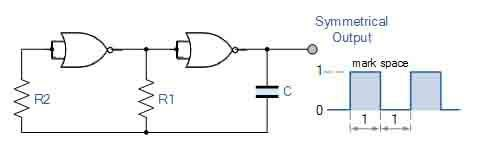 Symmetrical
Output
mark space
1
0
R2
R1
C
1
1